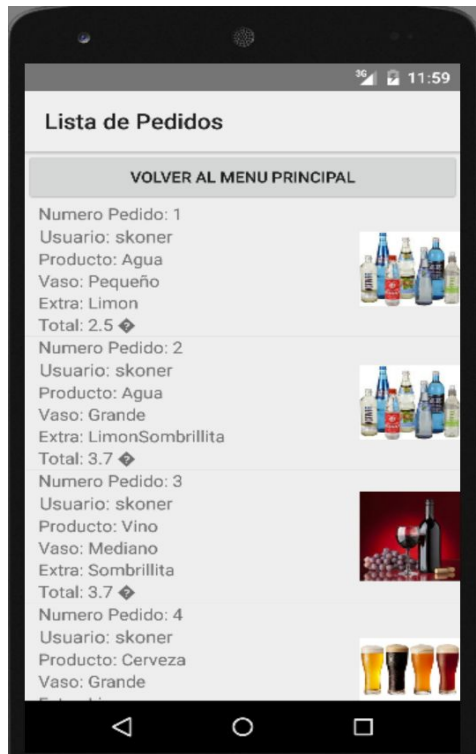 3G 11:59
Lista de Pedidos
VOLVER AL MENU PRINCIPAL
Numero Pedido: 1
Usuario: skoner
Producto: Agua
Vaso: Pequeño
Extra: Limon
Total: 2.5 �
Numero Pedido: 2
Usuario: skoner
Producto: Agua
Vaso: Grande
Extra: LimonSombrillita
Total: 3.7 �
Numero Pedido: 3
Usuario: skoner
Producto: Vino
Vaso: Mediano
Extra: Sombrillita
Total: 3.7 �
Numero Pedido: 4
Usuario: skoner
Producto: Cerveza
Vaso: Grande